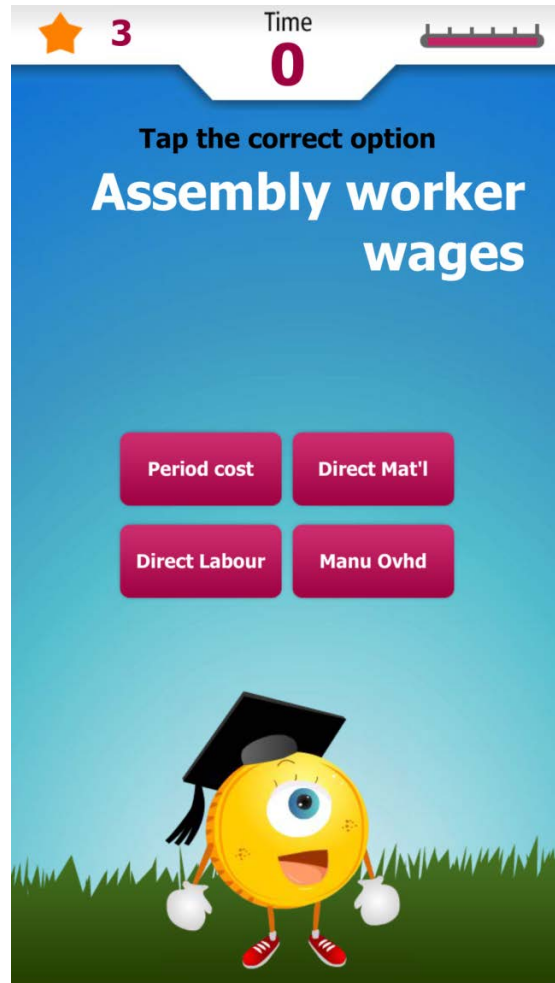 3
Time
0
Tap the correct option
Assembly worker
wages
Period cost
Direct Mat'l
Direct Labour
Manu Ovhd